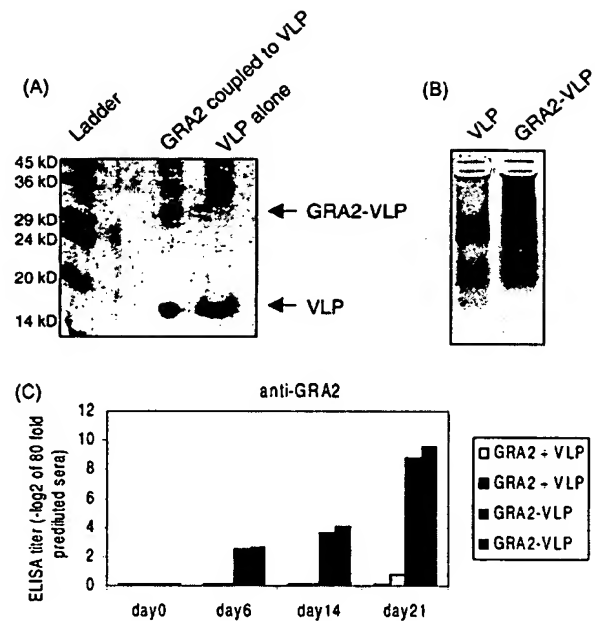 (A)
Ladder
GRA2 coupled to VLP
VLP alone
45 kD
36 kD
29 kD
24 kD
20 kD
14 kD
GRA2-VLP
VLP
(B)
VLP
GRA2-VLP
(C)
anti-GRA2
ELISA titer (-log2 of 80 fold
prediluted sera)
12
10
8
6
4
2
0
day0
day6
day14
day21
GRA2 + VLP
GRA2 + VLP
GRA2-VLP
GRA2-VLP